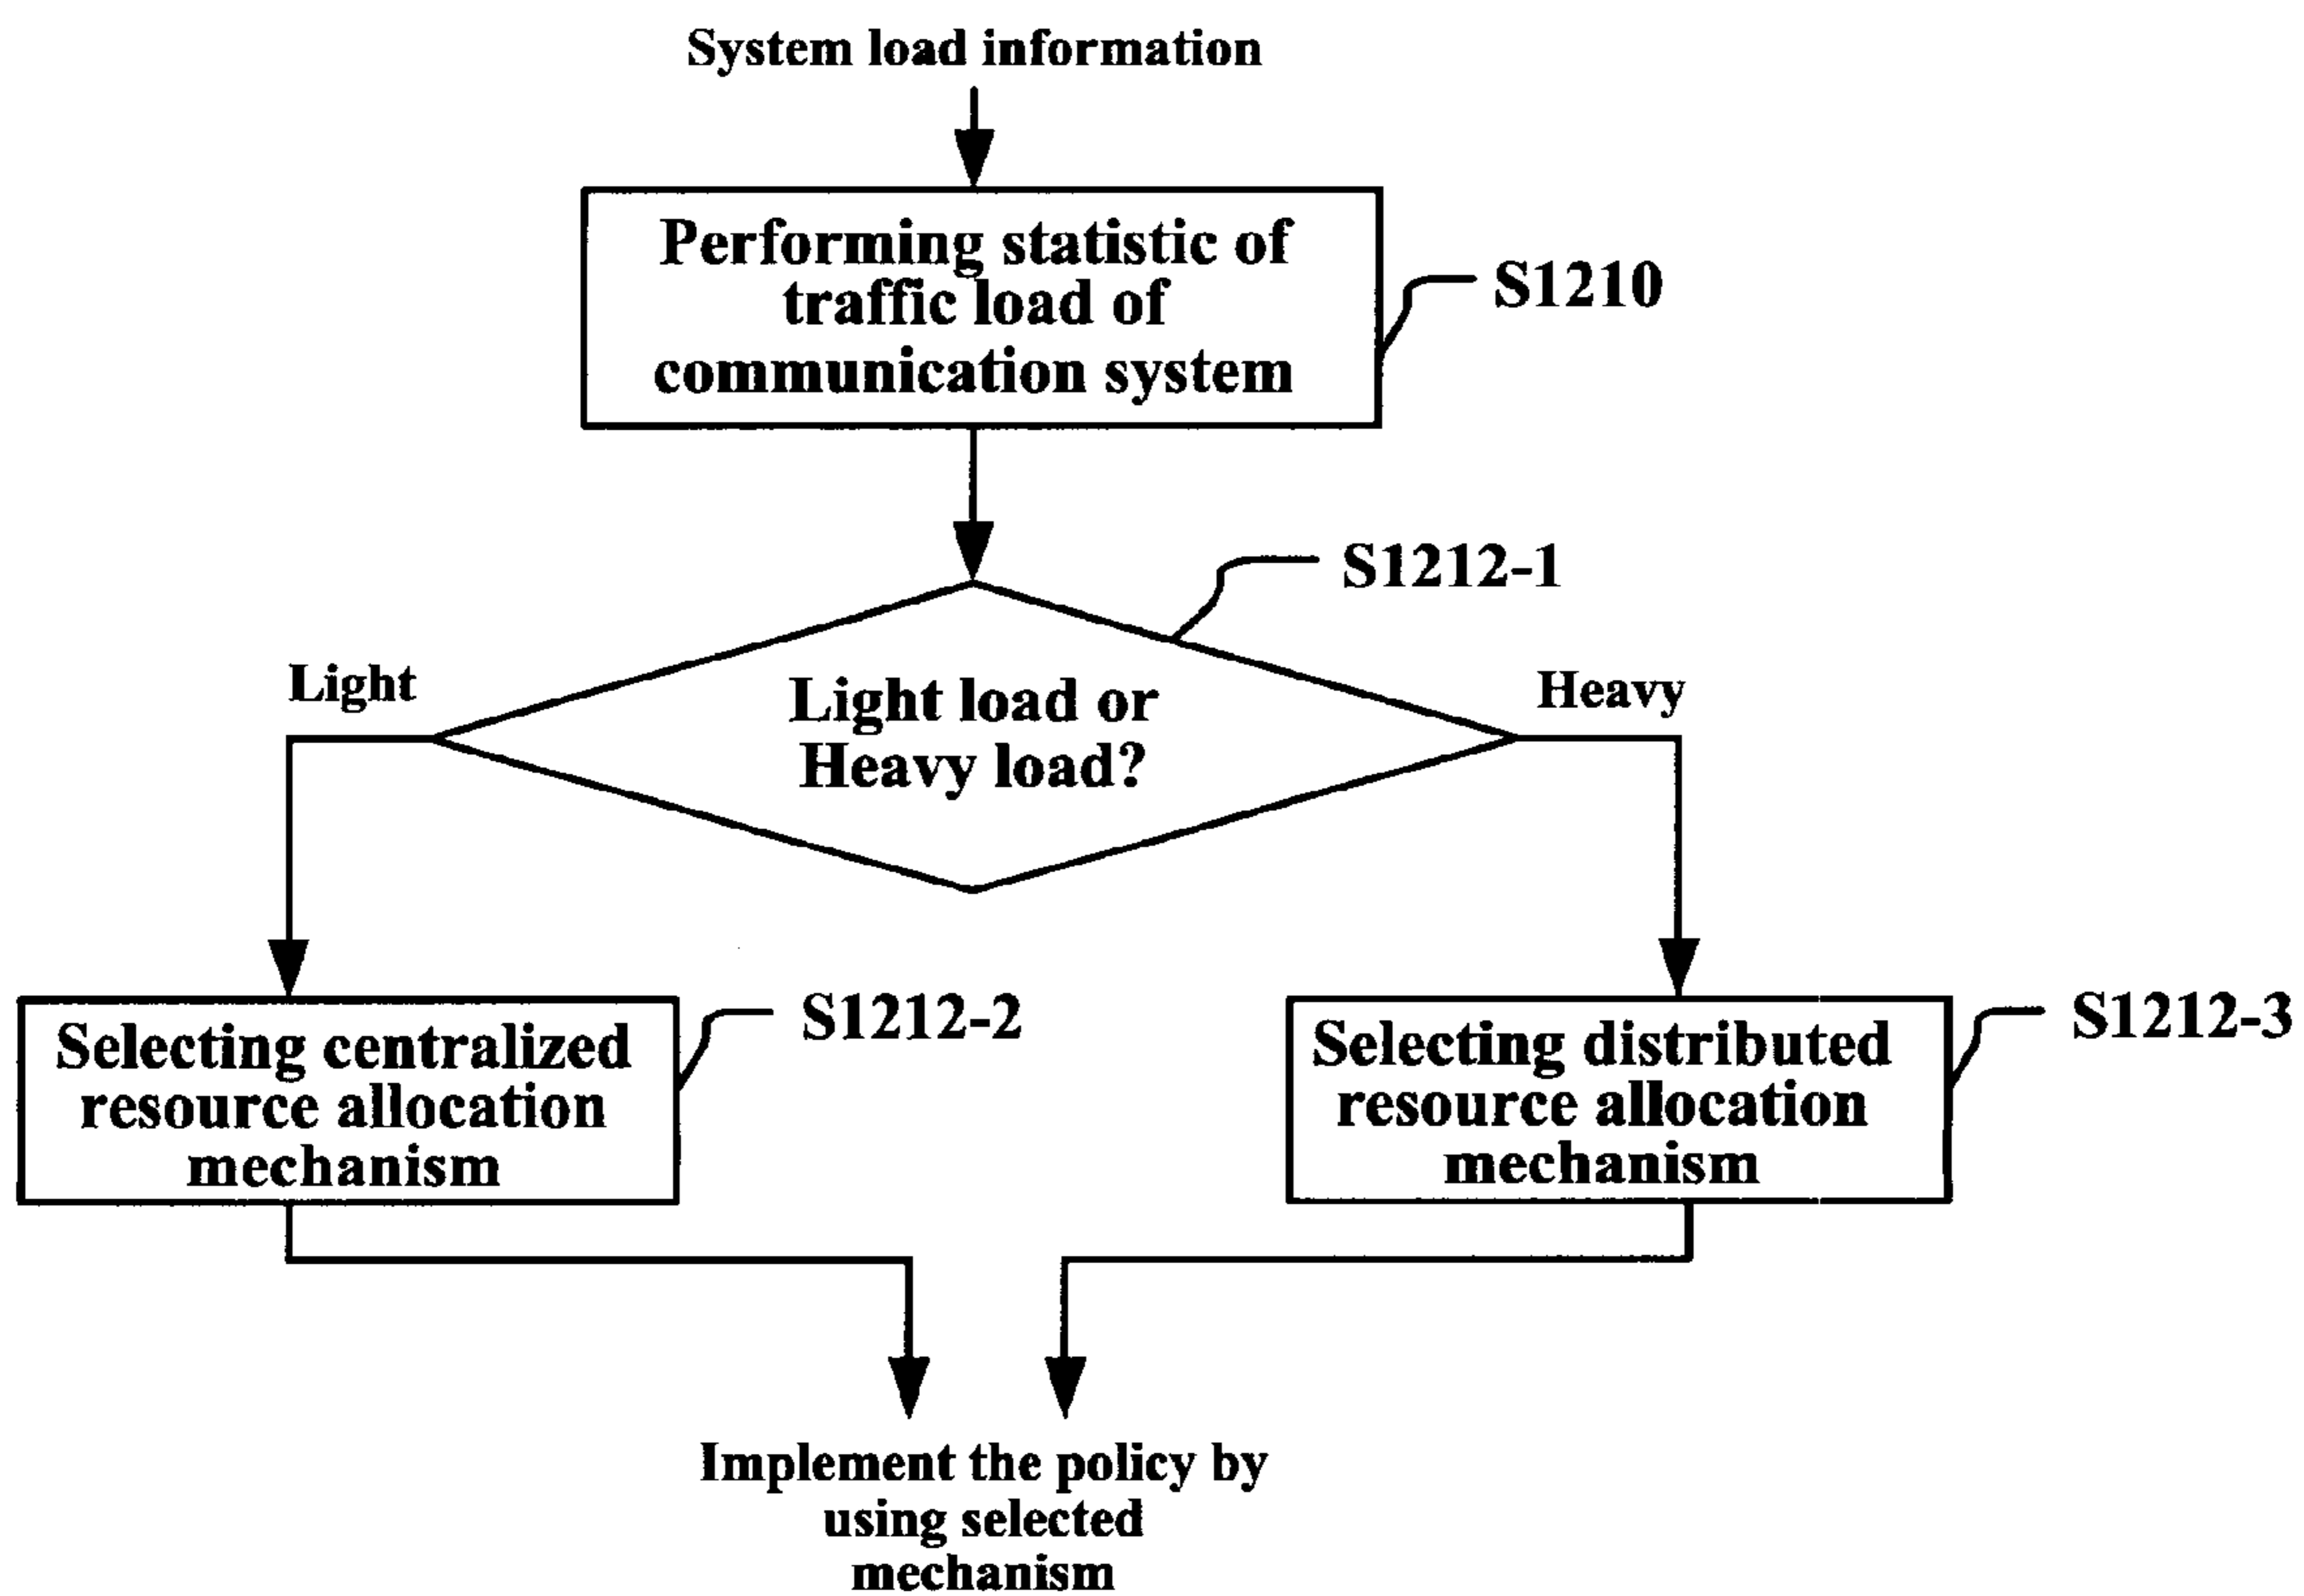 System load information
Performing statistic of
traffic load of
communication system
S1210
S1212-1
Light
Light load or
Heavy load?
Heavy
Selecting centralized
resource allocation
mechanism
S1212-2
Selecting distributed
resource allocation
mechanism
S1212-3
Implement the policy by
using selected
mechanism